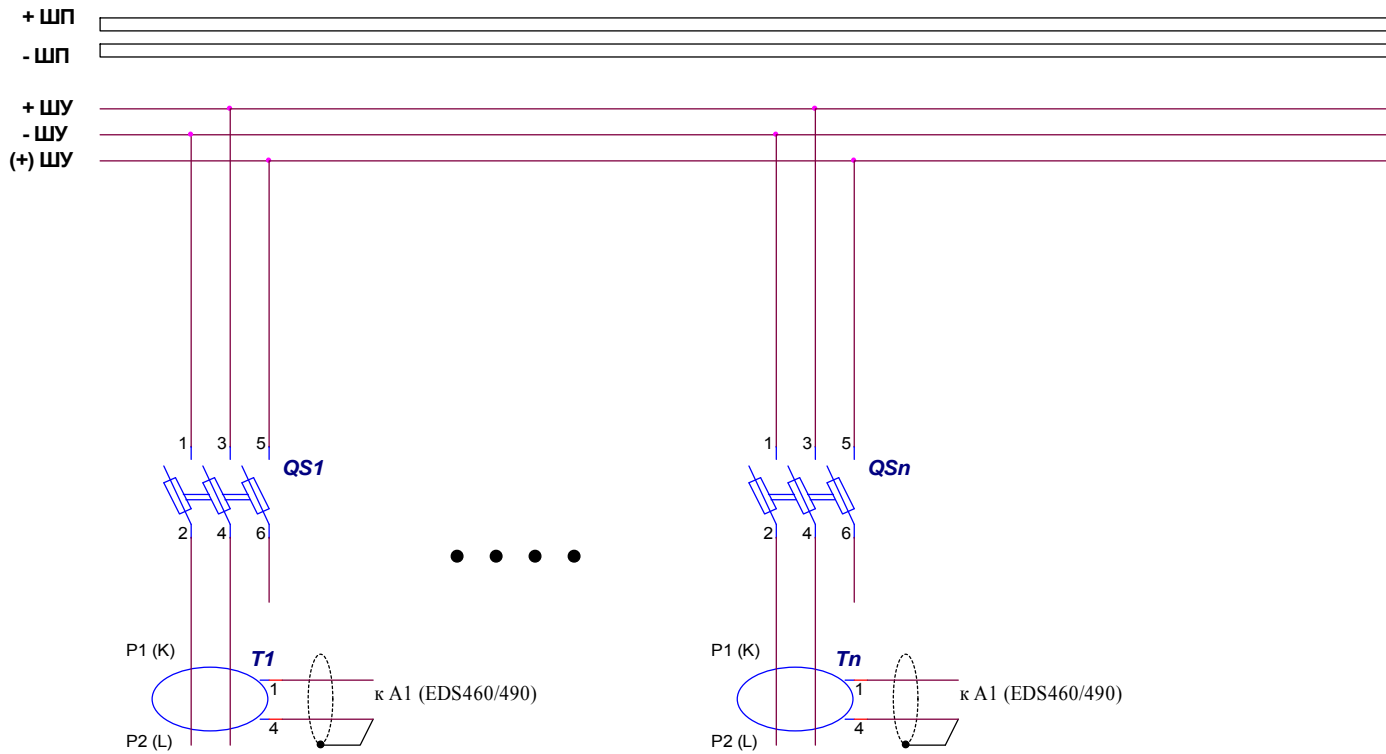 + ШП
- ШП
+ ШУ
- ШУ
(+) ШУ
1 3 5 QS1
2 4 6
1 3 5 QSn
2 4 6
P1 (K) T1
1 к A1 (EDS460/490)
4
P2 (L)
P1 (K) Tn
1 к A1 (EDS460/490)
4
P2 (L)